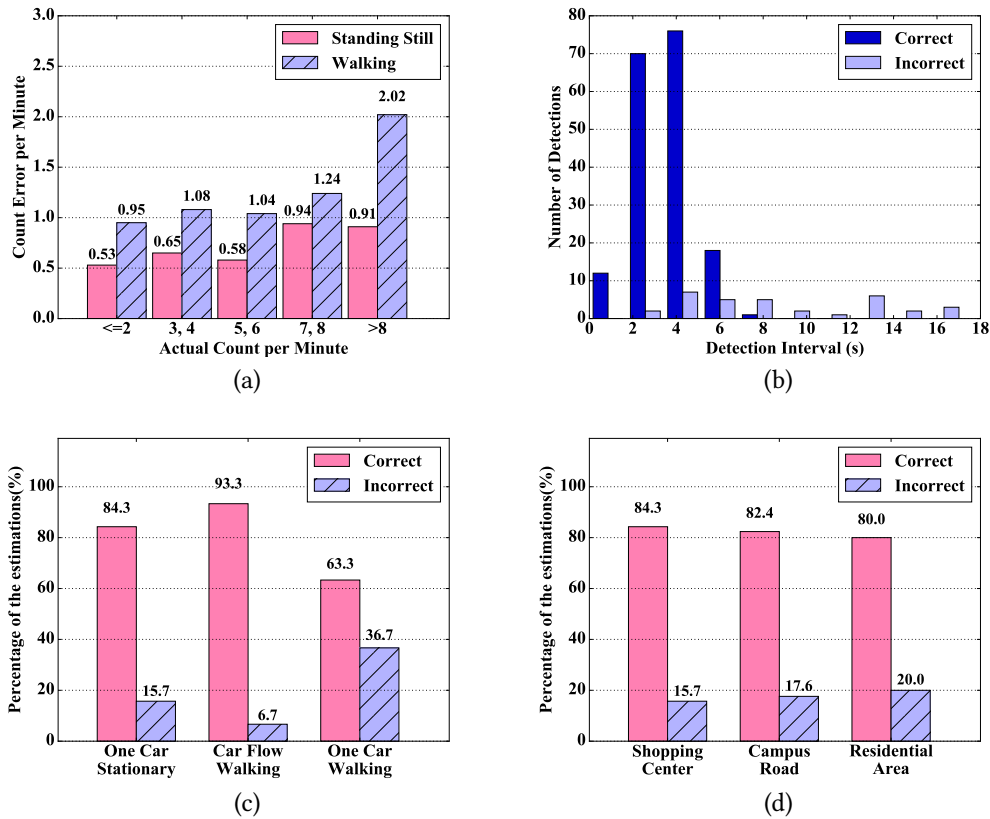 3.0
2.5
2.0
1.5
1.0
0.5
0.0
Count Error per Minute
Standing Still
Walking
0.53
0.95
0.65
1.08
0.58
1.04
0.94
1.24
0.91
2.02
<=2
3, 4
5, 6
7, 8
>8
Actual Count per Minute
(a)
80
70
60
50
40
30
20
10
0
Number of Detections
Correct
Incorrect
0
2
4
6
8
10
12
14
16
18
Detection Interval (s)
(b)
100
80
60
40
20
0
Percentage of the estimations(%)
Correct
Incorrect
84.3
15.7
93.3
6.7
63.3
36.7
One Car
Stationary
Car Flow
Walking
One Car
Walking
(c)
100
80
60
40
20
0
Percentage of the estimations(%)
Correct
Incorrect
84.3
15.7
82.4
17.6
80.0
20.0
Shopping
Center
Campus
Road
Residential
Area
(d)